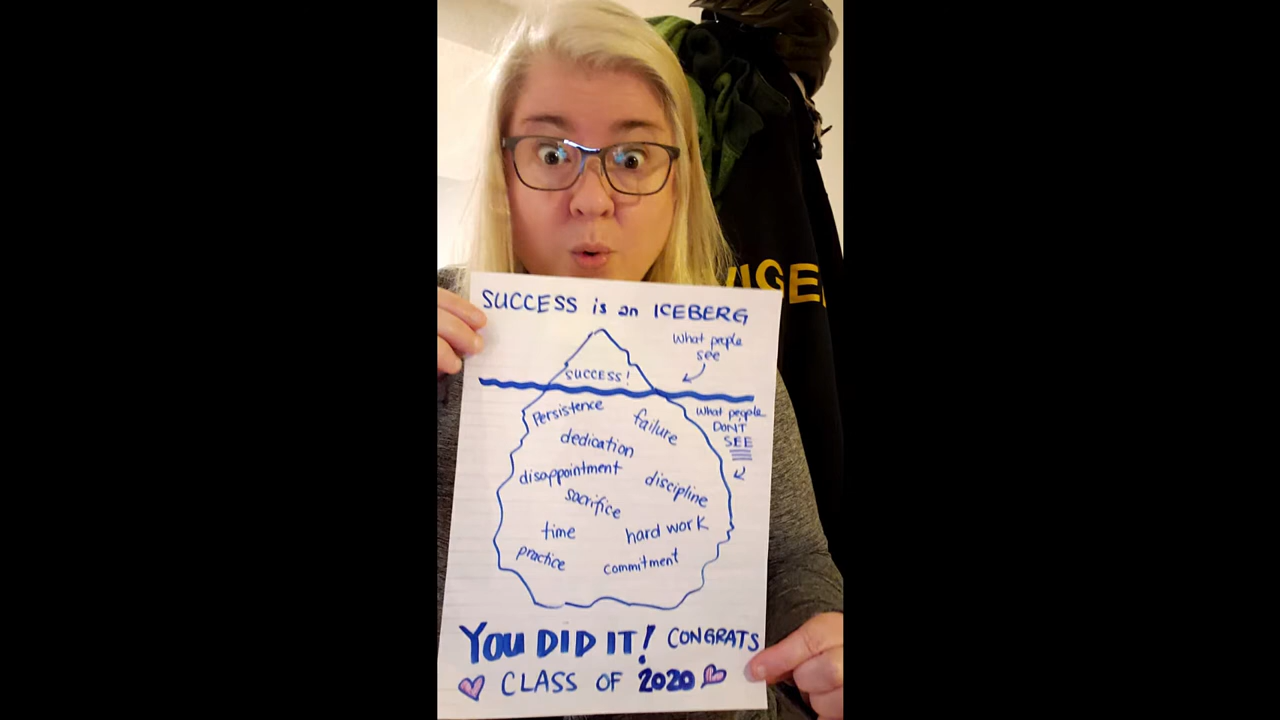 SUCCESS is an ICEBERG
What people
see
SUCCESS!
What people
DON'T
SEE
Persistence
failure
dedication
disappointment
discipline
sacrifice
time
hard work
practice
commitment
YOU DID IT! CONGRATS
CLASS OF 2020